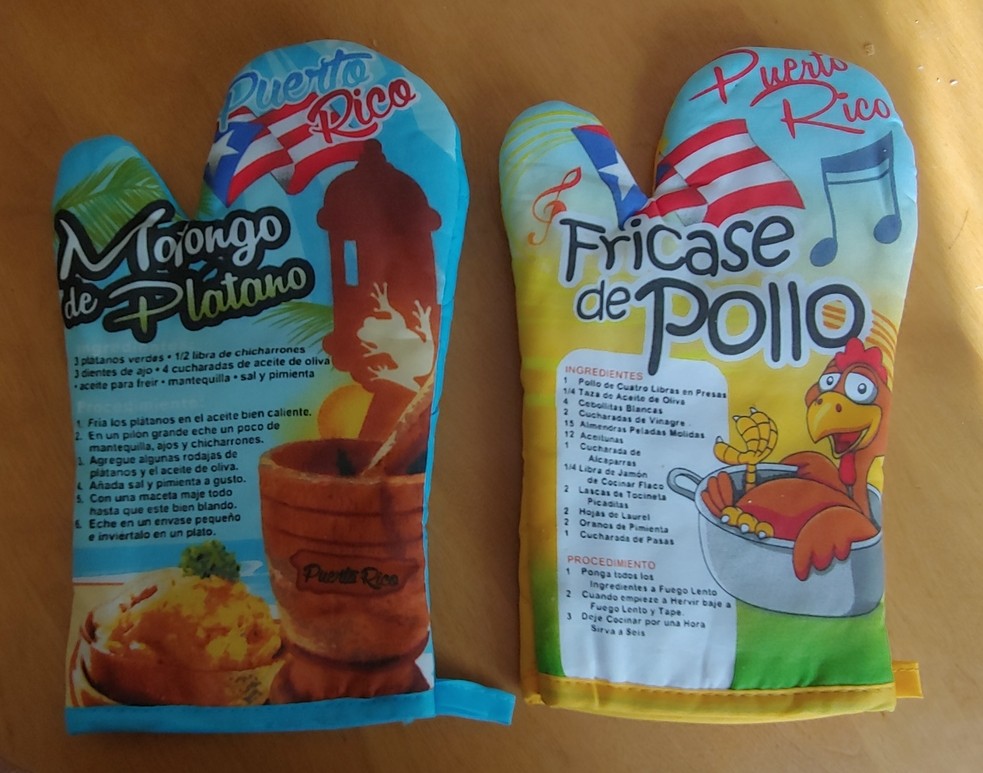 Puerto
Rico
Mofongo
de Plátano
3 plátanos verdes • 1/2 libra de chicharrones
3 dientes de ajo • 4 cucharadas de aceite de oliva
• aceite para freir • mantequilla • sal y pimienta
Procedimiento
1. Fria los plátanos en el aceite bien caliente.
2. En un pilon grande eche un poco de
mantequilla, ajos y chicharrones.
3. Agregue algunas rodajas de
plátanos y el aceite de oliva.
4. Añada sal y pimienta a gusto.
5. Con una maceta maje todo
hasta que este bien blando.
6. Eche en un envase pequeño
e inviertalo en un plato.
Puerto Rico
Puerto
Rico
Fricase
de Pollo
INGREDIENTES
1 Pollo de Cuatro Libras en Presas
1/4 Taza de Aceite de Oliva
4 Cebollitas Blancas
2 Cucharadas de Vinagre
15 Almendras Peladas Molidas
12 Aceitunas
1 Cucharada de
Alcaparras
1/4 Libra de Jamón
de Cocinar Flaco
2 Lascas de Tocineta
Picaditas
2 Hojas de Laurel
2 Oranos de Pimienta
1 Cucharada de Pasas
PROCEDIMIENTO
1 Ponga todos los
Ingredientes a Fuego Lento
2 Cuando empieze a Hervir baje a
Fuego Lento y Tape.
3 Deje Cocinar por una Hora
Sirva a Seis